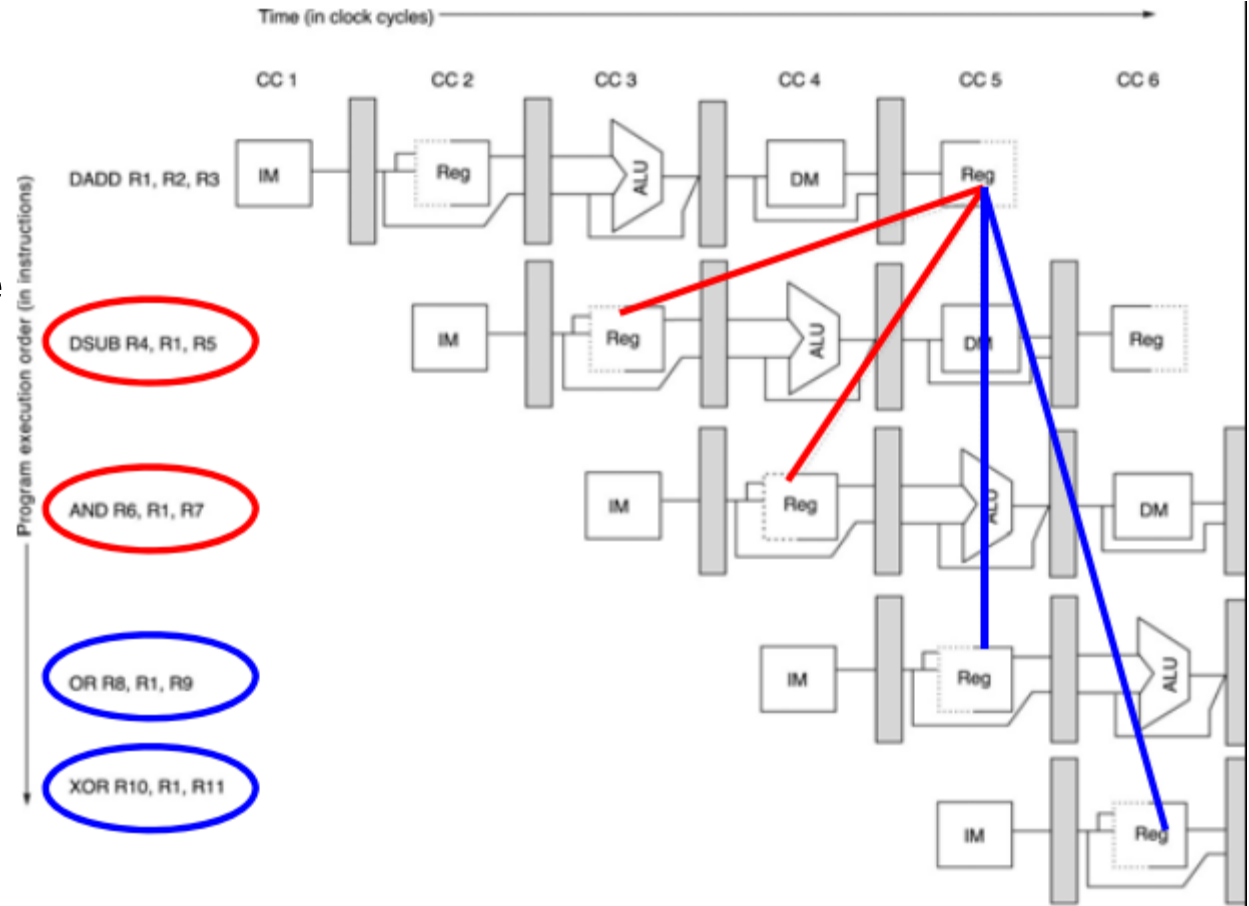 Time (in clock cycles)
CC 1 CC 2 CC 3 CC 4 CC 5 CC 6
Program execution order (in instructions)
DADD R1, R2, R3 IM Reg ALU DM Reg
e
DSUB R4, R1, R5 IM Reg ALU DM Reg
AND R6, R1, R7 IM Reg ALU DM
OR R8, R1, R9 IM Reg ALU
XOR R10, R1, R11
IM Reg